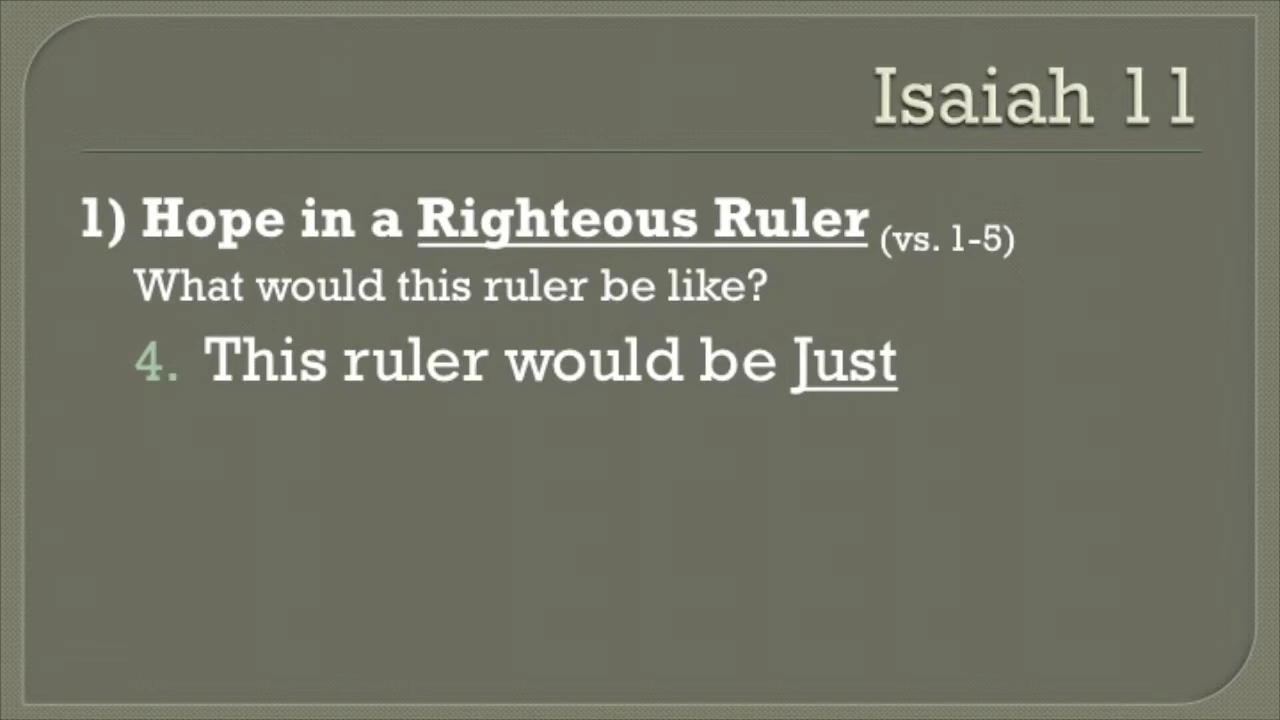 Isaiah 11
1) Hope in a Righteous Ruler (vs. 1-5)
What would this ruler be like?
4. This ruler would be Just